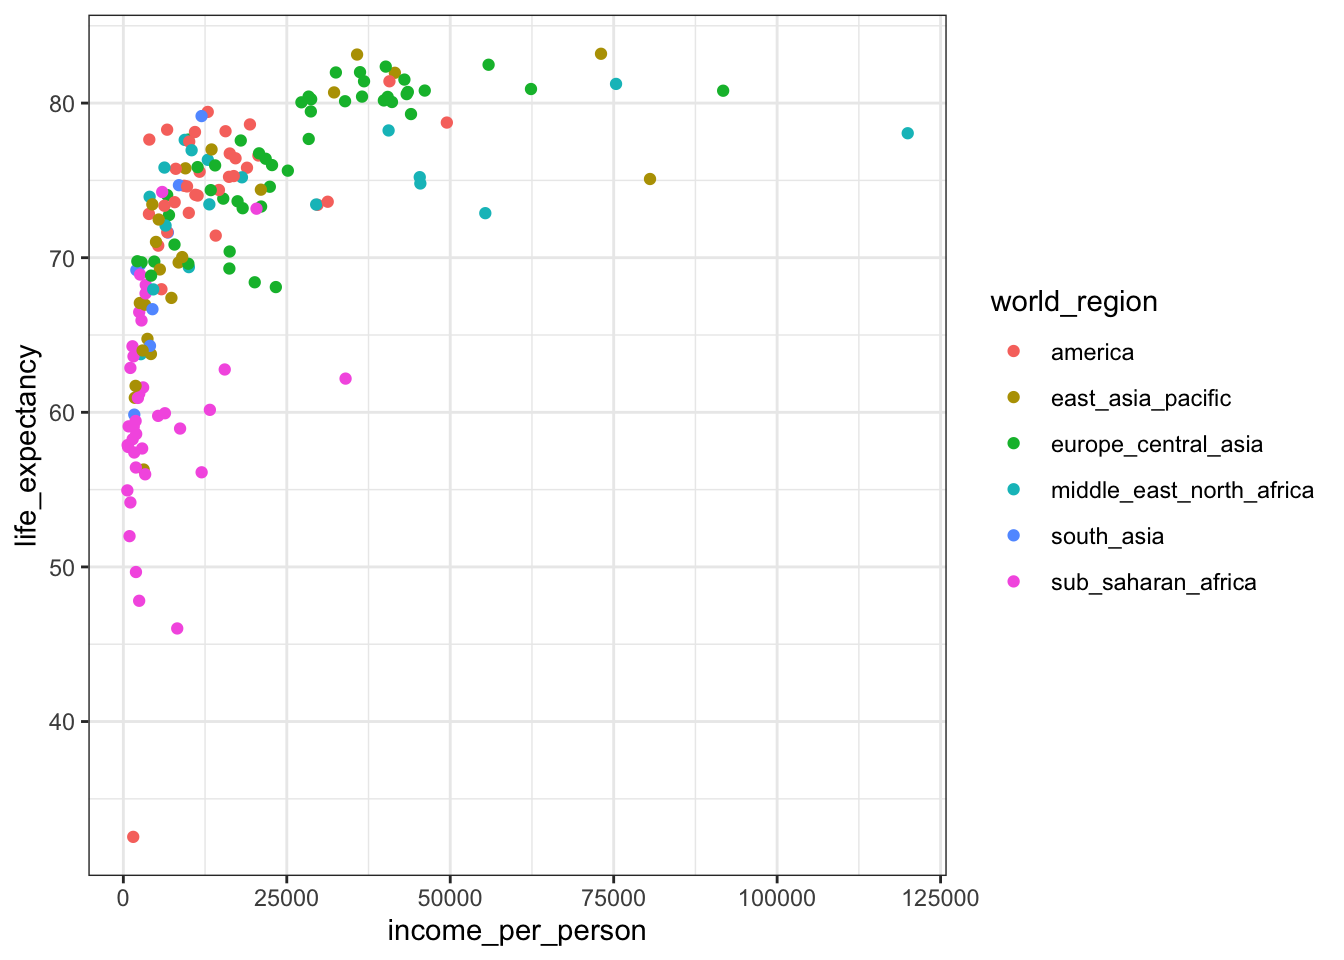 80
70
60
50
40
life_expectancy
0 25000 50000 75000 100000 125000
income_per_person
world_region
america
east_asia_pacific
europe_central_asia
middle_east_north_africa
south_asia
sub_saharan_africa